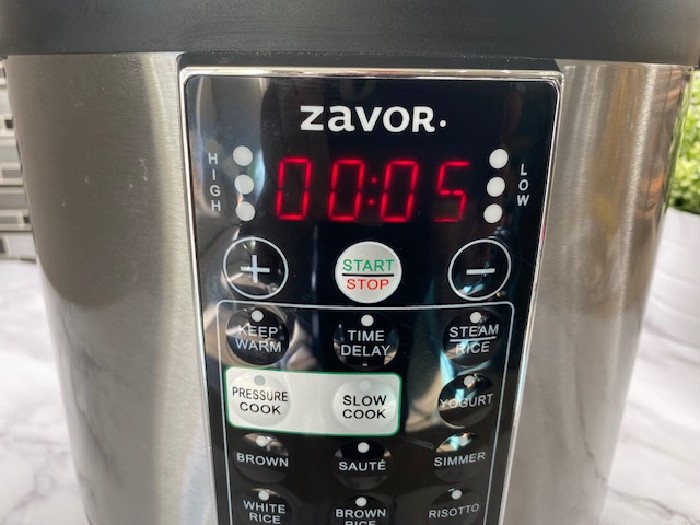 ZAVOR
HIGH
00:05
LOW
+
START
STOP
−
KEEP
WARM
TIME
DELAY
STEAM
RICE
PRESSURE
COOK
SLOW
COOK
YOGURT
BROWN
SAUTÉ
SIMMER
WHITE
RICE
BROWN
RICE
RISOTTO